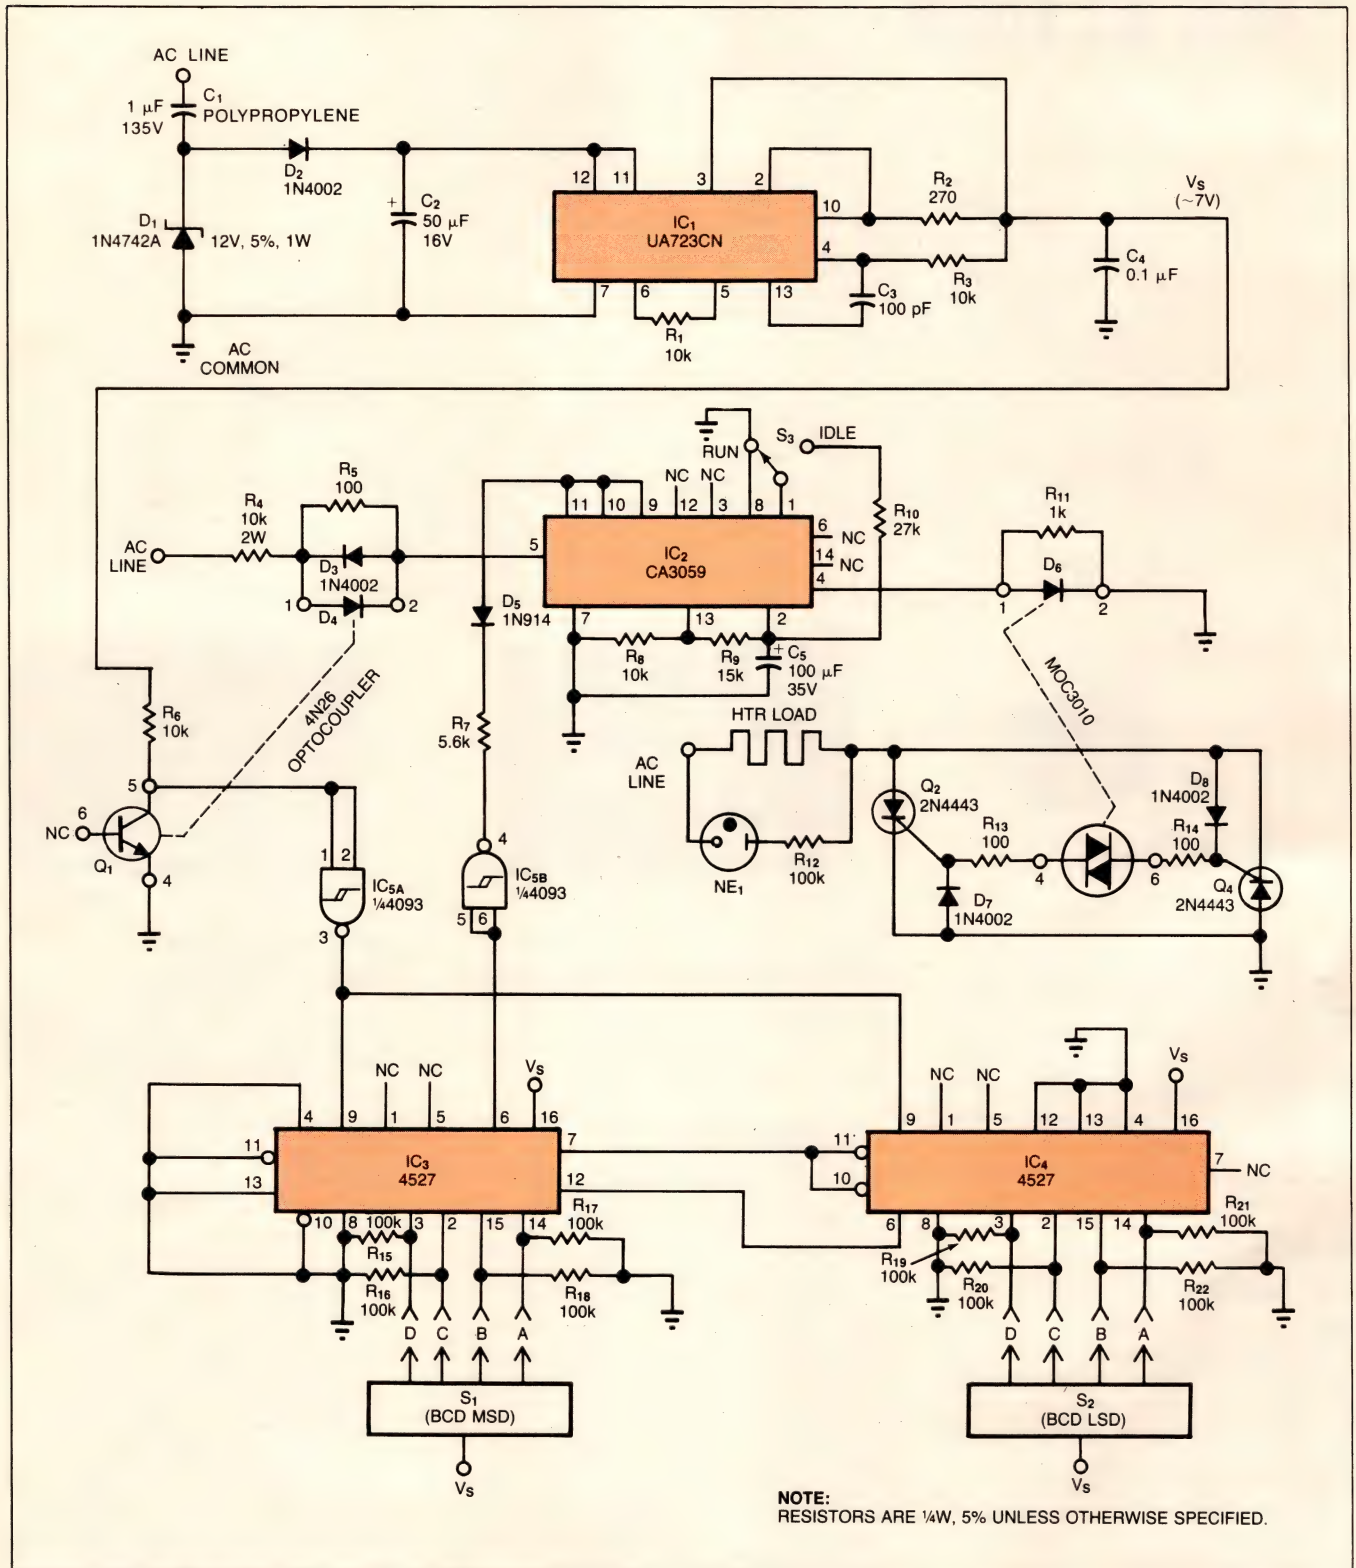 AC LINE
C1
1 µF
135V
POLYPROPYLENE
D2
1N4002
D1
1N4742A
12V, 5%, 1W
+
C2
50 µF
16V
12
11
3
2
IC1
UA723CN
10
4
7
6
5
13
R1
10k
R2
270
R3
10k
C3
100 pF
VS
(~7V)
C4
0.1 µF
AC
COMMON
S3
IDLE
RUN
NC
NC
R5
100
R4
10k
2W
AC
LINE
D3
1N4002
1
D4
2
5
11
10
9
12
3
8
1
IC2
CA3059
6
NC
14
NC
4
7
13
2
D5
1N914
R8
10k
R9
15k
+
C5
100 µF
35V
R10
27k
R11
1k
D6
1
2
MOC3010
4N26
OPTOCOUPLER
R6
10k
R7
5.6k
5
6
NC
Q1
4
1
2
IC5A
¼4093
3
4
IC5B
¼4093
5
6
HTR LOAD
AC
LINE
NE1
R12
100k
Q2
2N4443
R13
100
D7
1N4002
4
6
D8
1N4002
R14
100
Q4
2N4443
NC
NC
VS
4
9
1
5
6
16
11
13
IC3
4527
7
12
10
8
3
2
15
14
100k
R15
R16
100k
R17
100k
R18
100k
D
C
B
A
S1
(BCD MSD)
VS
NC
NC
VS
9
1
5
12
13
4
16
11
10
IC4
4527
7
NC
6
8
3
2
15
14
R19
100k
R20
100k
R21
100k
R22
100k
D
C
B
A
S2
(BCD LSD)
VS
NOTE:
RESISTORS ARE ¼W, 5% UNLESS OTHERWISE SPECIFIED.